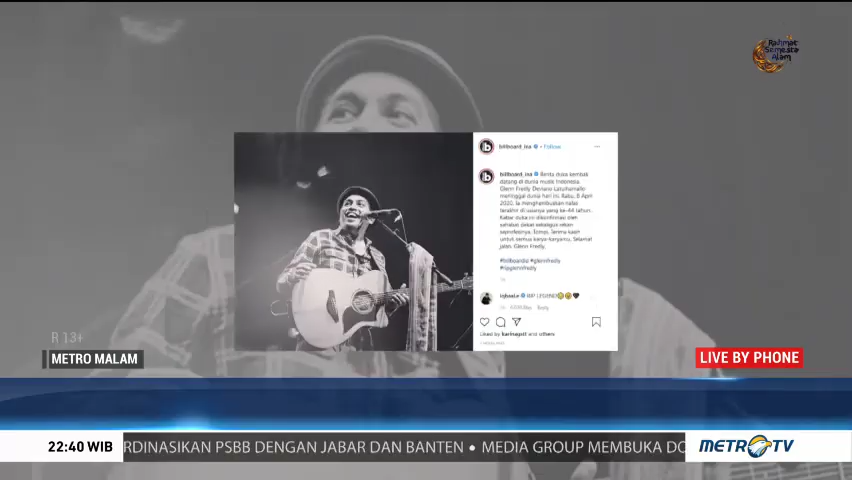 Rahmat
Semesta
Alam
billboard_ina • Follow
billboard_ina Berita duka kembali
datang di dunia musik Indonesia.
Glenn Fredly Deviano Latuihamallo
meninggal dunia hari ini, Rabu, 8 April
2020. Ia menghembuskan nafas
terakhir di usianya yang ke-44 tahun.
Kabar duka ini dikonfirmasi oleh
sahabat dekat sekaligus rekan
seprofesinya, Tompi. Terima kasih
untuk semua karya-karyamu. Selamat
jalan, Glenn Fredly.
#billboardid #glennfredly
#ripglennfredly
RIP LEGEND
Reply
Liked by and others
R 13+
METRO MALAM
LIVE BY PHONE
22:40 WIB
RDINASIKAN PSBB DENGAN JABAR DAN BANTEN • MEDIA GROUP MEMBUKA DO
METRO TV